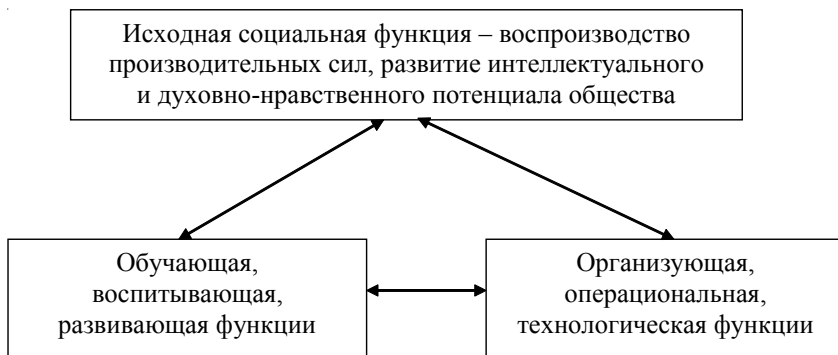 Исходная социальная функция – воспроизводство
производительных сил, развитие интеллектуального
и духовно-нравственного потенциала общества
Обучающая,
воспитывающая,
развивающая функции
Организующая,
операциональная,
технологическая функции